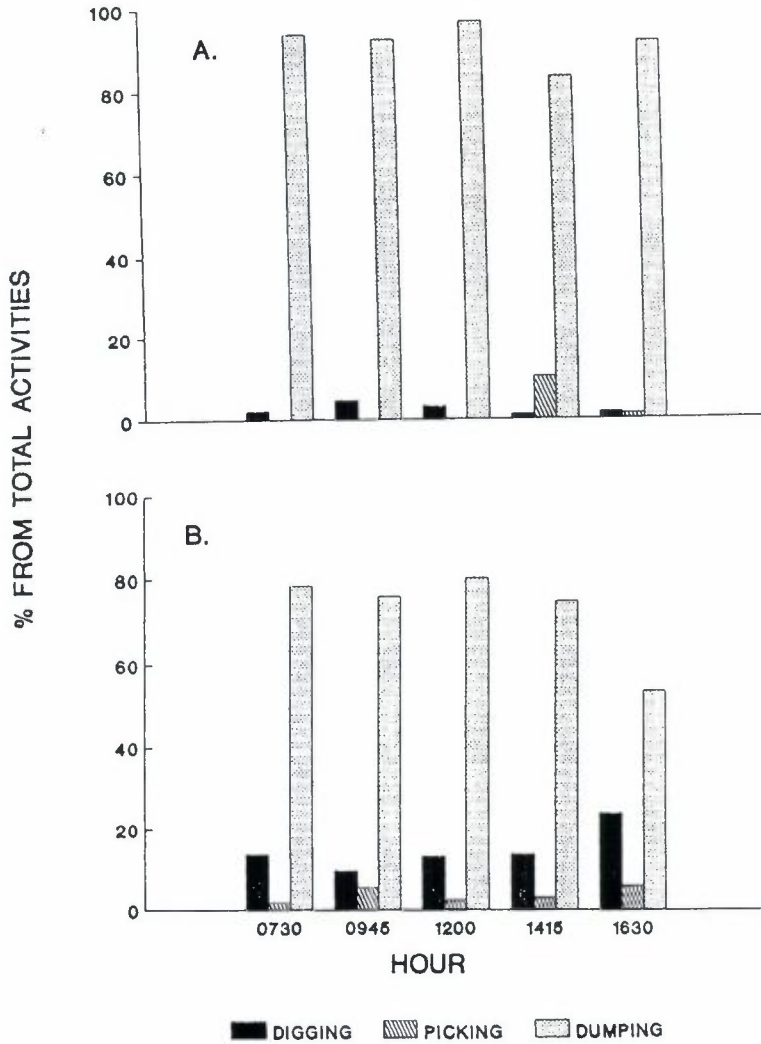 % FROM TOTAL ACTIVITIES
A.
100
80
60
40
20
0
B.
100
80
60
40
20
0
0730 0945 1200 1415 1630
HOUR
DIGGING PICKING DUMPING